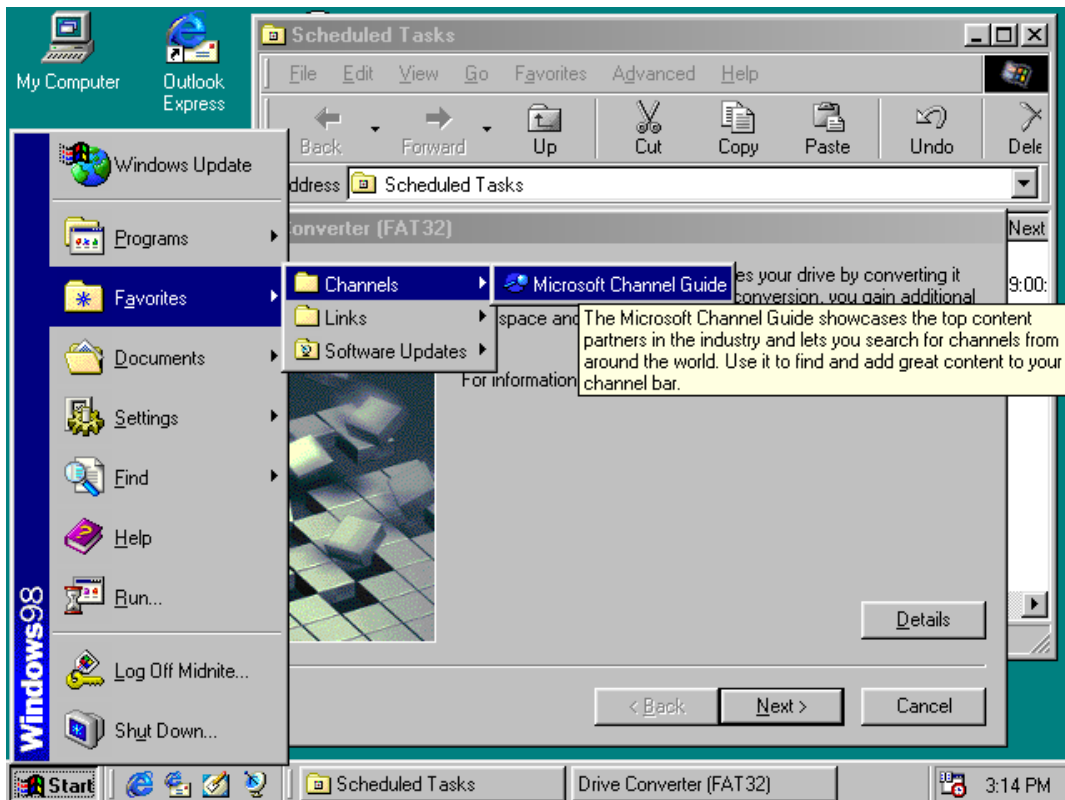 My Computer
Outlook
Express
Scheduled Tasks
File Edit View Go Favorites Advanced Help
Back Forward Up Cut Copy Paste Undo Dele
ddress Scheduled Tasks
Next
9:00:
onverter (FAT32)
es your drive by converting it
conversion, you gain additional
space and
For information
Details
< Back Next > Cancel
Windows98
Windows Update
Programs
Favorites
Documents
Settings
Find
Help
Run...
Log Off Midnite...
Shut Down...
Channels
Links
Software Updates
Microsoft Channel Guide
The Microsoft Channel Guide showcases the top content
partners in the industry and lets you search for channels from
around the world. Use it to find and add great content to your
channel bar.
Start Scheduled Tasks Drive Converter (FAT32) 3:14 PM